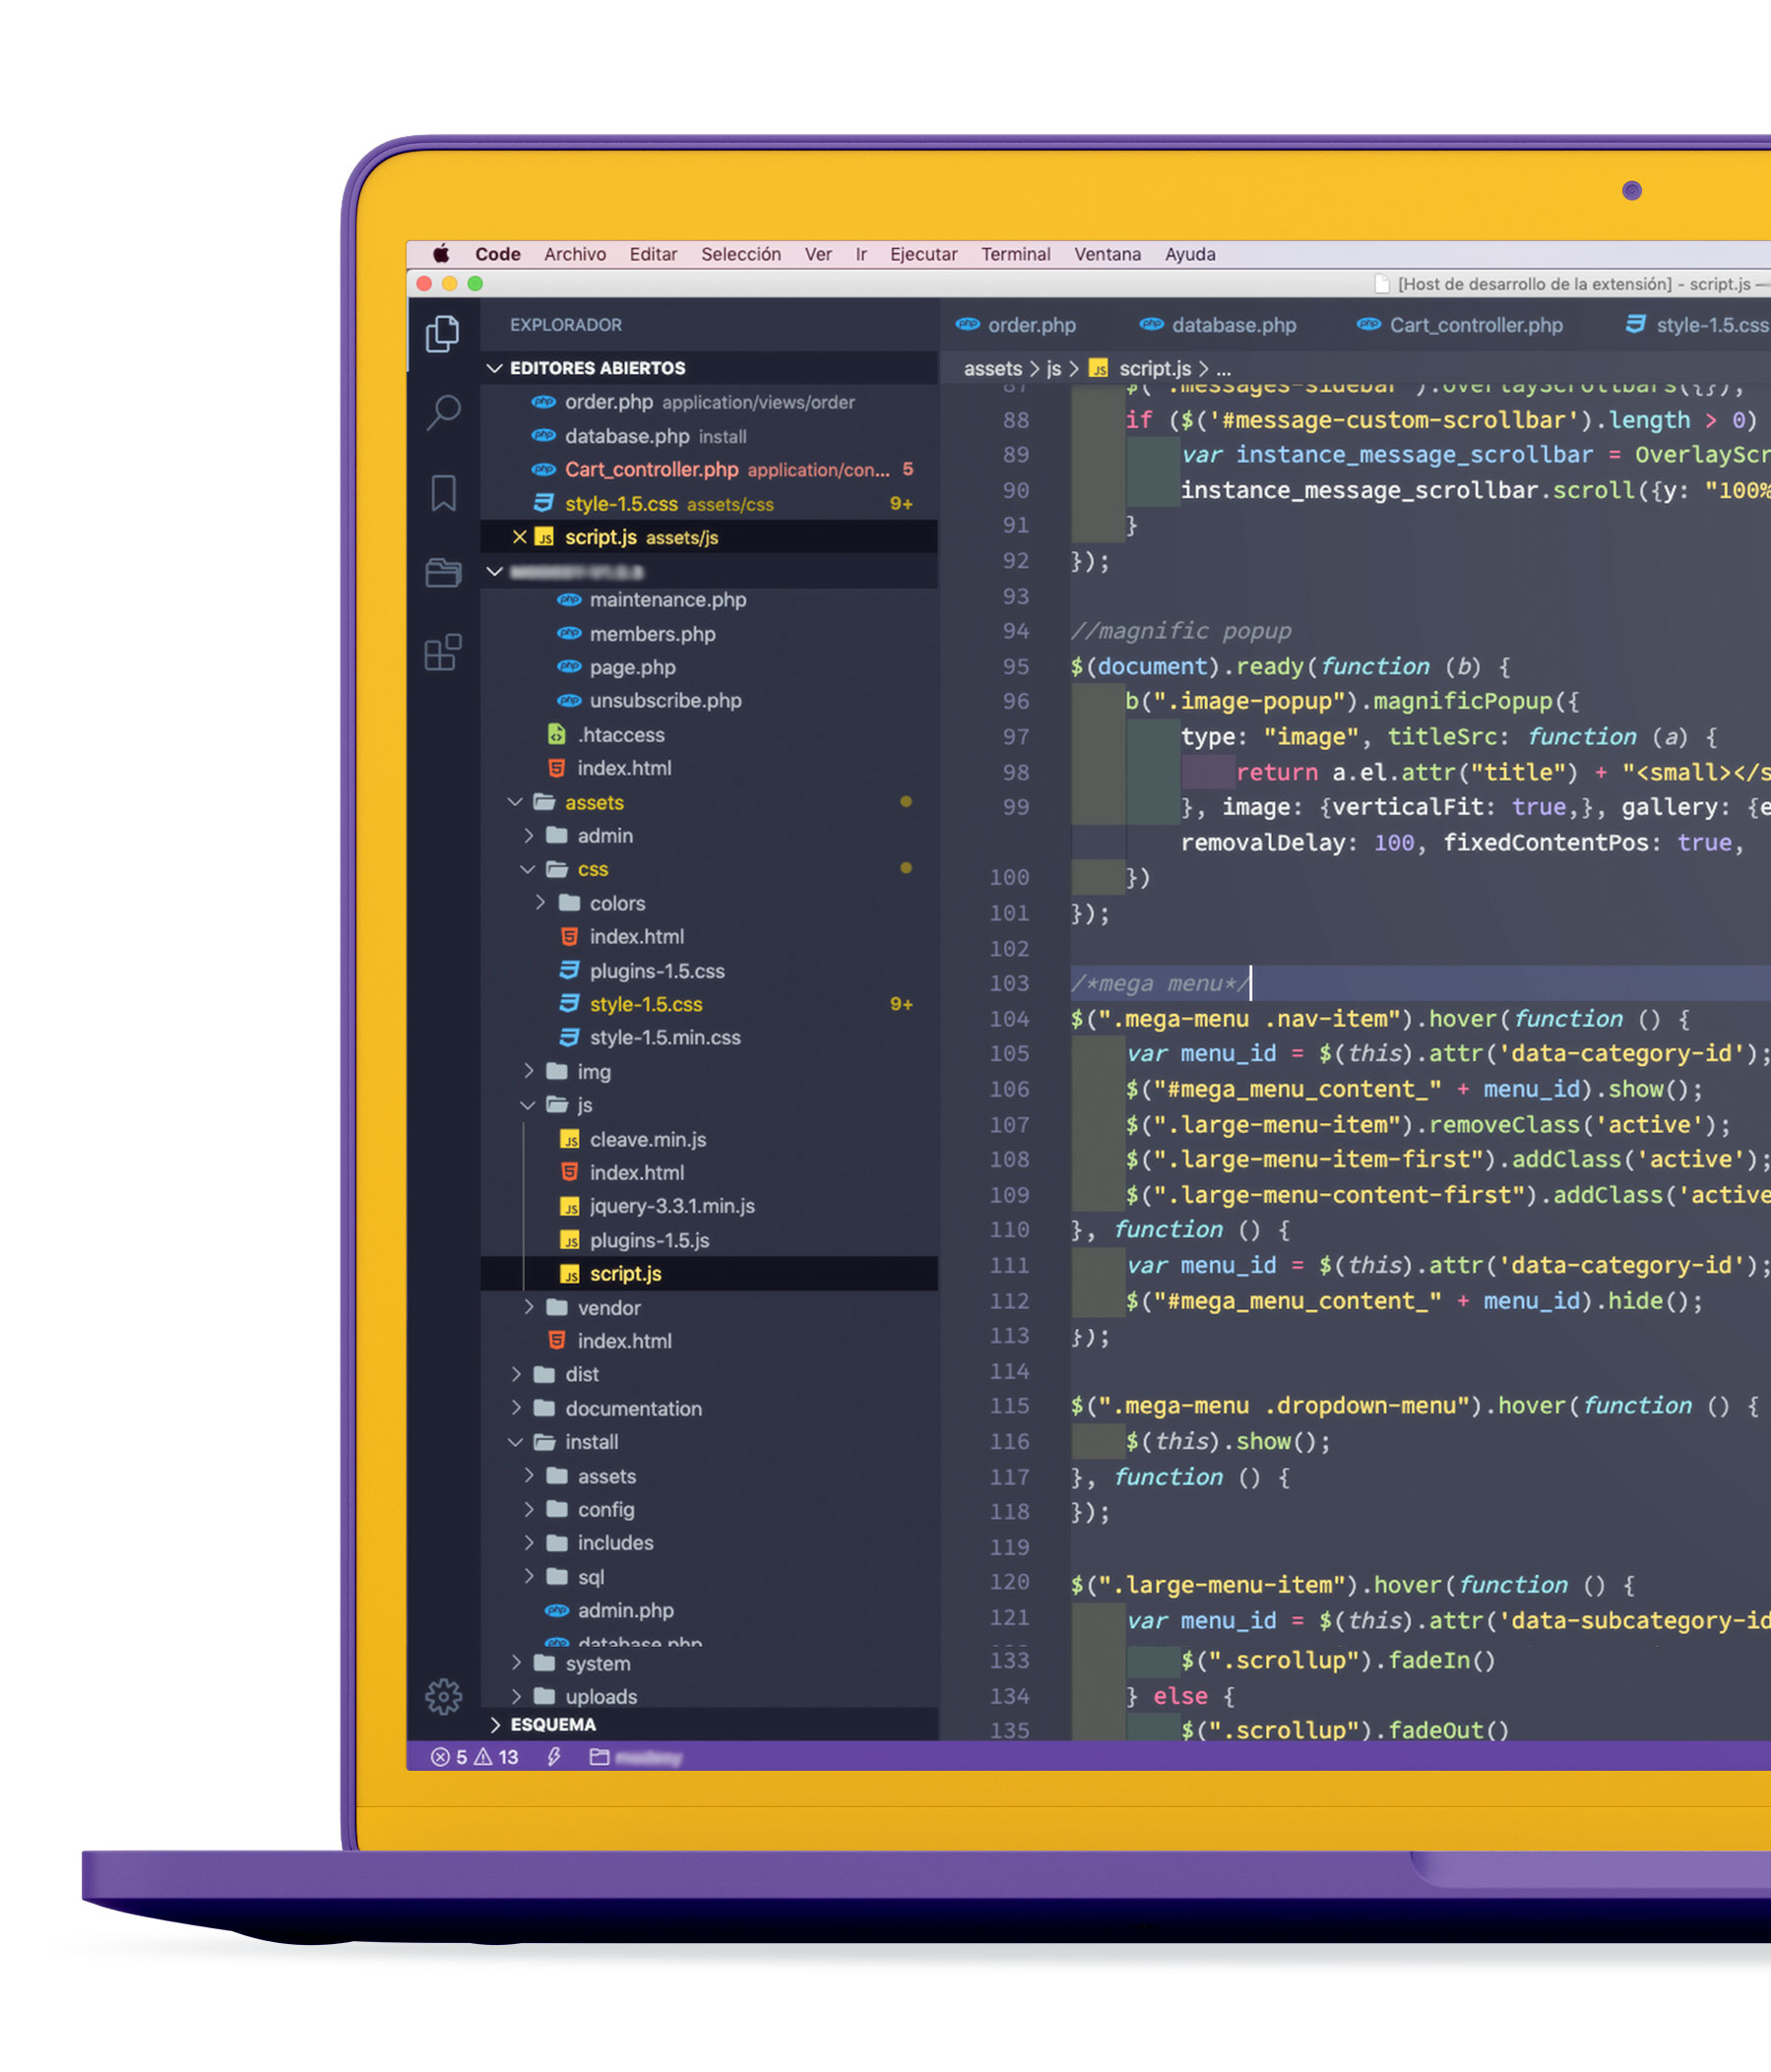 Code Archivo Editar Selección Ver Ir Ejecutar Terminal Ventana Ayuda
[Host de desarrollo de la extensión] - script.js —
EXPLORADOR
EDITORES ABIERTOS
order.php application/views/order
database.php install
Cart_controller.php application/con... 5
style-1.5.css assets/css 9+
JS script.js assets/js
maintenance.php
members.php
page.php
unsubscribe.php
.htaccess
index.html
assets
admin
css
colors
index.html
plugins-1.5.css
style-1.5.css 9+
style-1.5.min.css
img
js
cleave.min.js
index.html
jquery-3.3.1.min.js
plugins-1.5.js
script.js
vendor
index.html
dist
documentation
install
assets
config
includes
sql
admin.php
database.php
system
uploads
ESQUEMA
5 13
order.php database.php Cart_controller.php style-1.5.css
assets > js > JS script.js > ...
87 $( .messages-sidebar ).overlayScrollbars({});
88 if ($('#message-custom-scrollbar').length > 0)
89 var instance_message_scrollbar = OverlayScr
90 instance_message_scrollbar.scroll({y: "100%
91 }
92 });
93
94 //magnific popup
95 $(document).ready(function (b) {
96 b(".image-popup").magnificPopup({
97 type: "image", titleSrc: function (a) {
98 return a.el.attr("title") + "<small></s
99 }, image: {verticalFit: true,}, gallery: {e
removalDelay: 100, fixedContentPos: true,
100 })
101 });
102
103 /*mega menu*/
104 $(".mega-menu .nav-item").hover(function () {
105 var menu_id = $(this).attr('data-category-id');
106 $("#mega_menu_content_" + menu_id).show();
107 $(".large-menu-item").removeClass('active');
108 $(".large-menu-item-first").addClass('active');
109 $(".large-menu-content-first").addClass('active
110 }, function () {
111 var menu_id = $(this).attr('data-category-id');
112 $("#mega_menu_content_" + menu_id).hide();
113 });
114
115 $(".mega-menu .dropdown-menu").hover(function () {
116 $(this).show();
117 }, function () {
118 });
119
120 $(".large-menu-item").hover(function () {
121 var menu_id = $(this).attr('data-subcategory-id
133 $(".scrollup").fadeIn()
134 } else {
135 $(".scrollup").fadeOut()